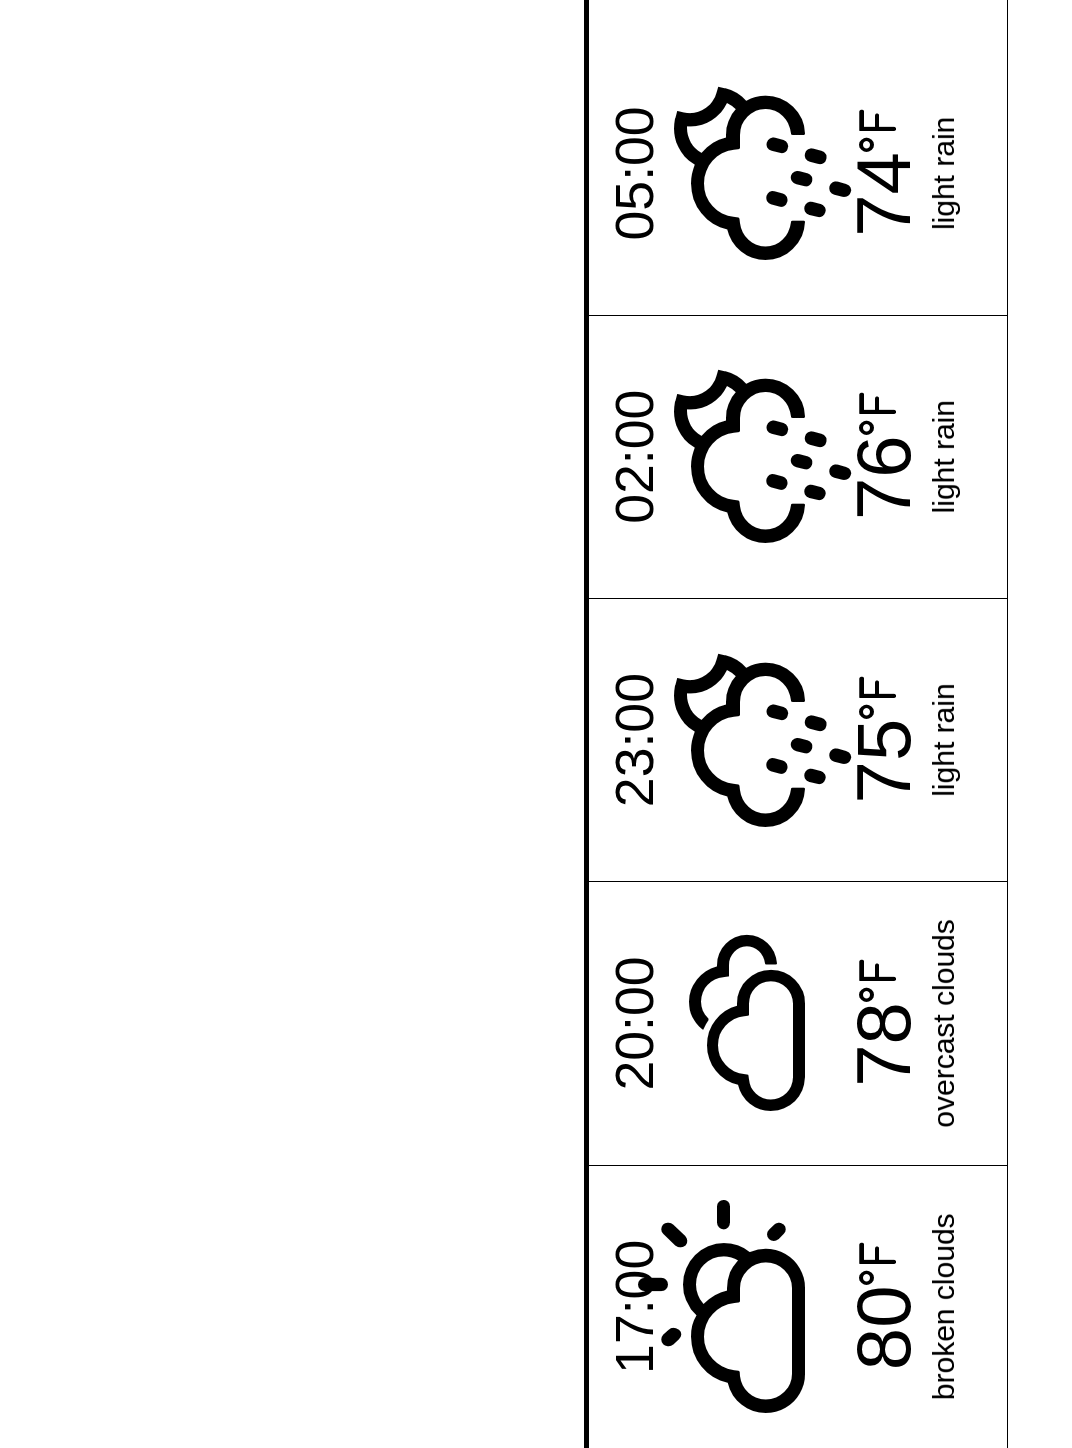 17:00
80°F
broken clouds
20:00
78°F
overcast clouds
23:00
75°F
light rain
02:00
76°F
light rain
05:00
74°F
light rain